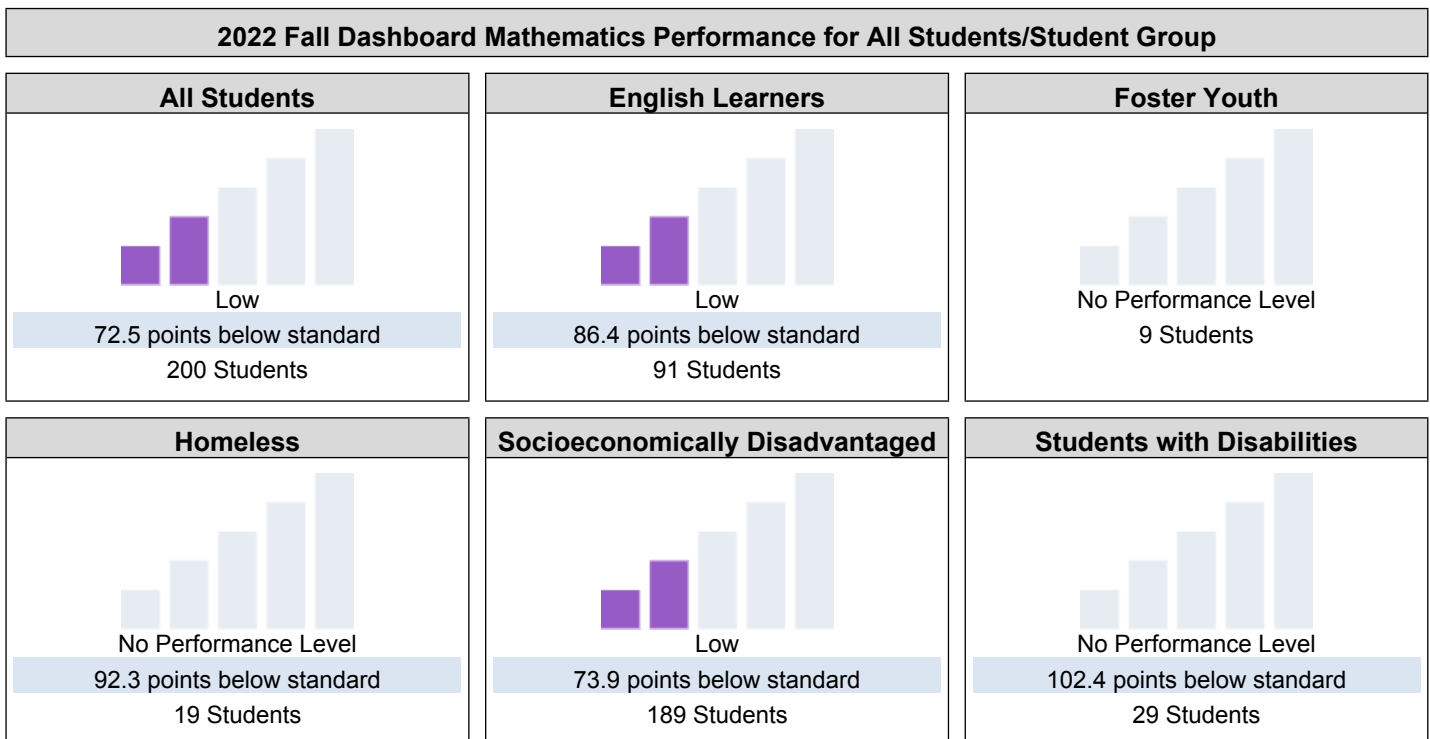 2022 Fall Dashboard Mathematics Performance for All Students/Student Group
All Students
Low
72.5 points below standard
200 Students
English Learners
Low
86.4 points below standard
91 Students
Foster Youth
No Performance Level
9 Students
Homeless
No Performance Level
92.3 points below standard
19 Students
Socioeconomically Disadvantaged
Low
73.9 points below standard
189 Students
Students with Disabilities
No Performance Level
102.4 points below standard
29 Students